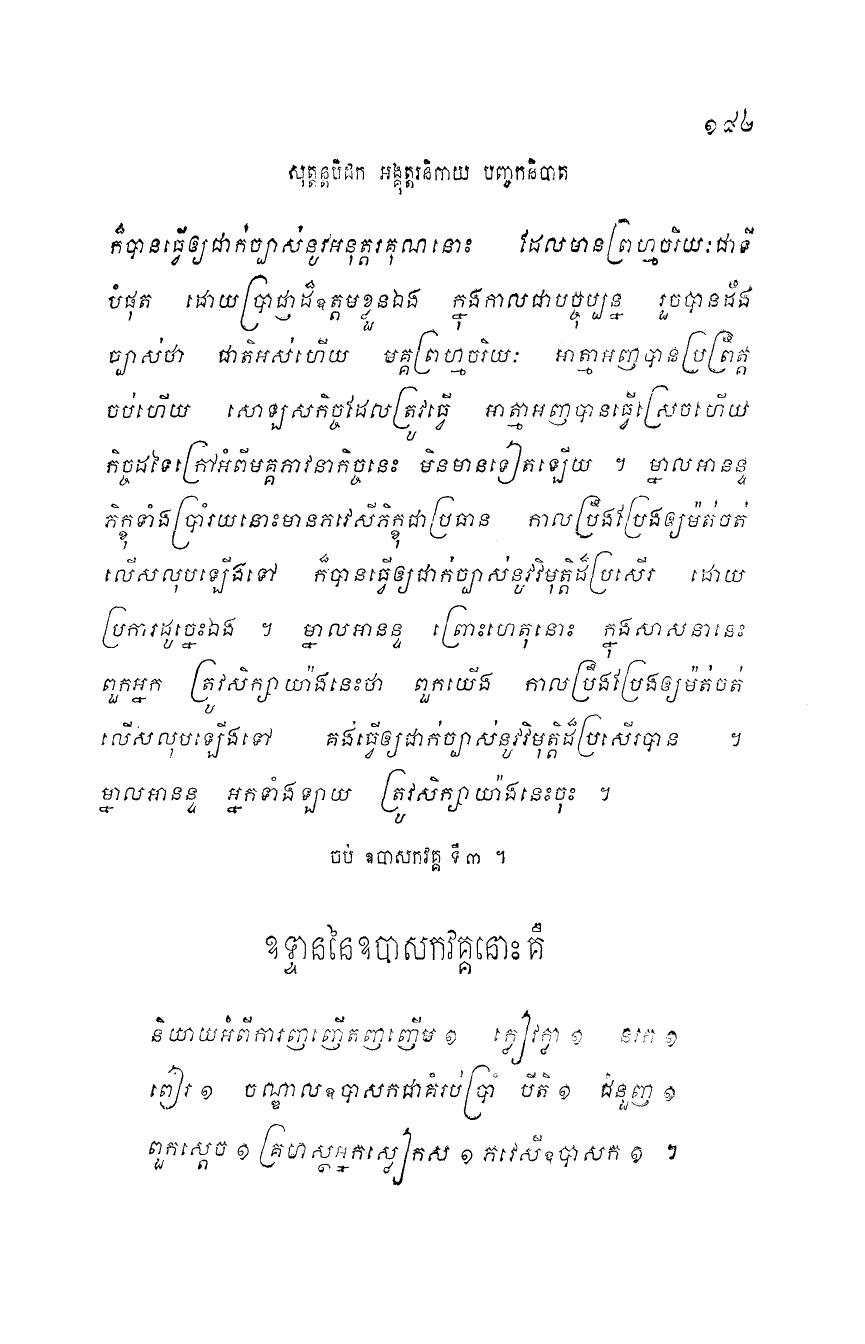 ១៩៤
សុត្តន្តបិដក អង្គុត្តរនិកាយ បញ្ចកនិបាត
ក៏បានធ្វើឲ្យជាក់ច្បាស់នូវអនុត្តរគុណនោះ ដែលមានព្រហ្មចរិយៈជាទី
បំផុត ដោយប្រាជ្ញាដ៏ឧត្តមខ្លួនឯង ក្នុងកាលជាបច្ចុប្បន្ន រួចបានដឹង
ច្បាស់ថា ជាតិអស់ហើយ មគ្គព្រហ្មចរិយៈ អាត្មាអញបានប្រព្រឹត្ត
ចប់ហើយ សោឡសកិច្ចដែលត្រូវធ្វើ អាត្មាអញបានធ្វើស្រេចហើយ
កិច្ចដទៃក្រៅអំពីមគ្គភាវនាកិច្ចនេះ មិនមានទៀតឡើយ ។ ម្នាលអានន្ទ
ភិក្ខុទាំងប្រាំរយនោះមានភវេសីភិក្ខុជាប្រធាន កាលប្រឹងប្រែងឲ្យម៉ត់ចត់
លើសលុបឡើងទៅ ក៏បានធ្វើឲ្យជាក់ច្បាស់នូវវិមុត្តិដ៏ប្រសើរ ដោយ
ប្រការដូច្នេះឯង ។ ម្នាលអានន្ទ ព្រោះហេតុនោះ ក្នុងសាសនានេះ
ពួកអ្នក ត្រូវសិក្សាយ៉ាងនេះថា ពួកយើង កាលប្រឹងប្រែងឲ្យម៉ត់ចត់
លើសលុបឡើងទៅ គង់ធ្វើឲ្យជាក់ច្បាស់នូវវិមុត្តិដ៏ប្រសើរបាន ។
ម្នាលអានន្ទ អ្នកទាំងឡាយ ត្រូវសិក្សាយ៉ាងនេះចុះ ។
ចប់ ឧបាសកវគ្គ ទី៣ ។
ឧទ្ទាននៃឧបាសកវគ្គនោះគឺ
និយាយអំពីការញញើតញញើម ១ ក្លៀវក្លា ១ នរក ១
ពៀរ ១ ចណ្ឌាលឧបាសកជាគំរប់ប្រាំ បីតិ ១ ជំនួញ ១
ពួកស្តេច ១ គ្រហស្ថអ្នកស្លៀកស ១ ភវេសីឧបាសក ១ ៗ